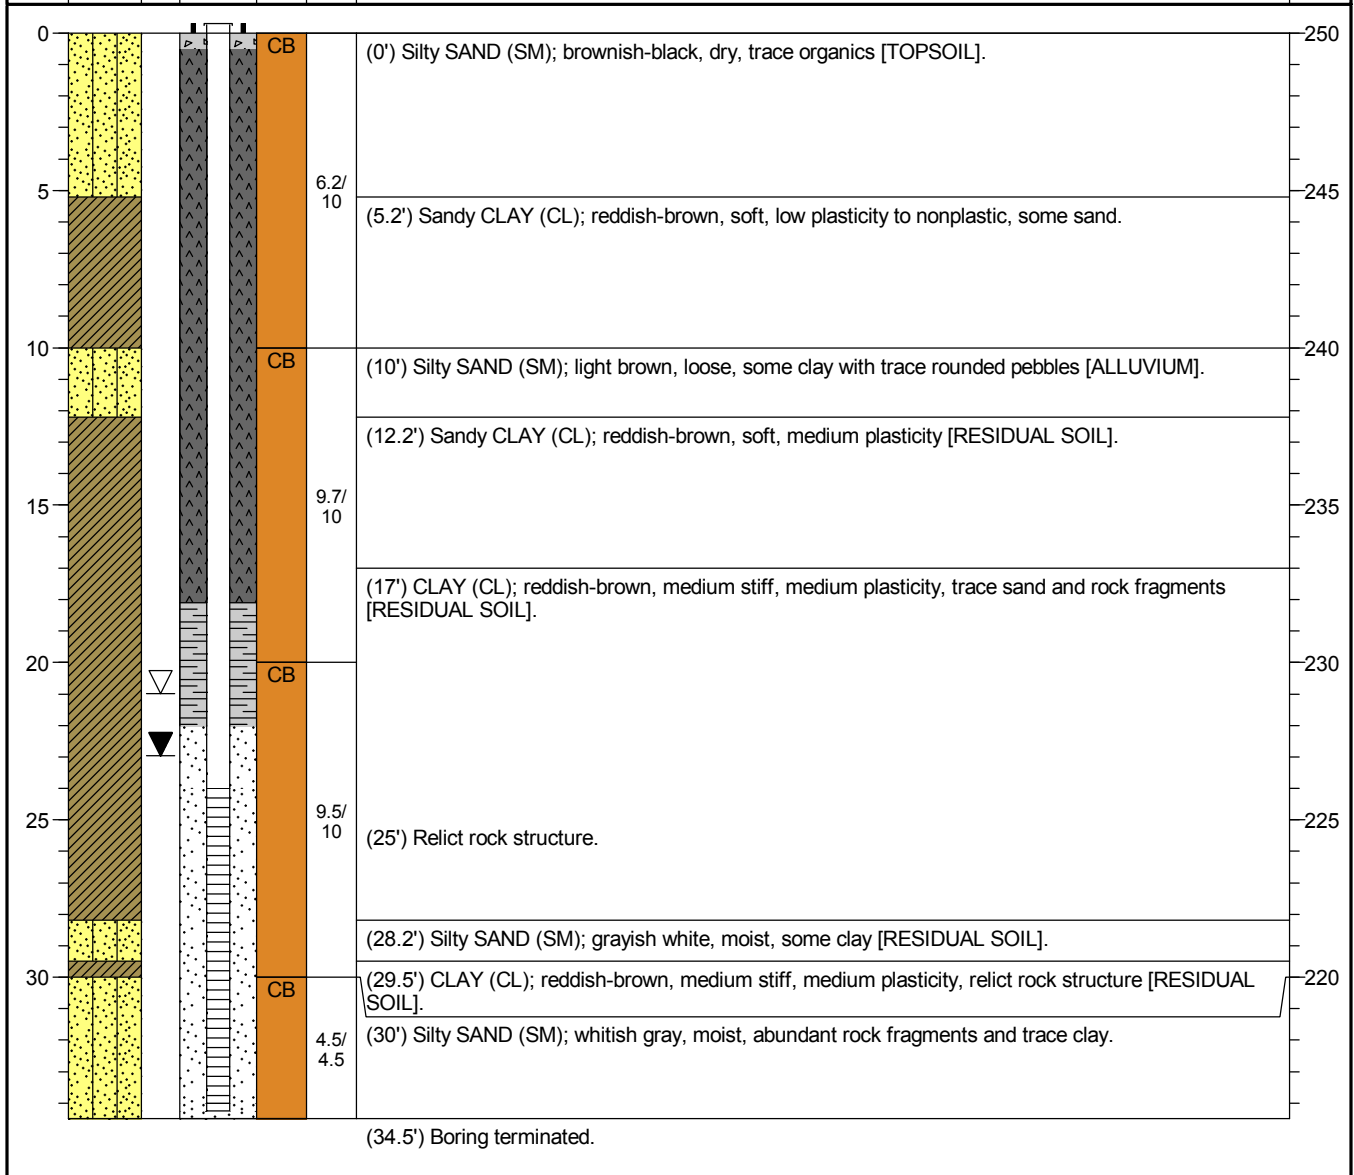 0
CB
(0') Silty SAND (SM); brownish-black, dry, trace organics [TOPSOIL].
250
5
6.2/
10
245
(5.2') Sandy CLAY (CL); reddish-brown, soft, low plasticity to nonplastic, some sand.
10
CB
(10') Silty SAND (SM); light brown, loose, some clay with trace rounded pebbles [ALLUVIUM].
240
(12.2') Sandy CLAY (CL); reddish-brown, soft, medium plasticity [RESIDUAL SOIL].
15
9.7/
10
235
(17') CLAY (CL); reddish-brown, medium stiff, medium plasticity, trace sand and rock fragments
[RESIDUAL SOIL].
20
CB
230
25
9.5/
10
(25') Relict rock structure.
225
(28.2') Silty SAND (SM); grayish white, moist, some clay [RESIDUAL SOIL].
30
CB
(29.5') CLAY (CL); reddish-brown, medium stiff, medium plasticity, relict rock structure [RESIDUAL
SOIL].
220
4.5/
4.5
(30') Silty SAND (SM); whitish gray, moist, abundant rock fragments and trace clay.
(34.5') Boring terminated.